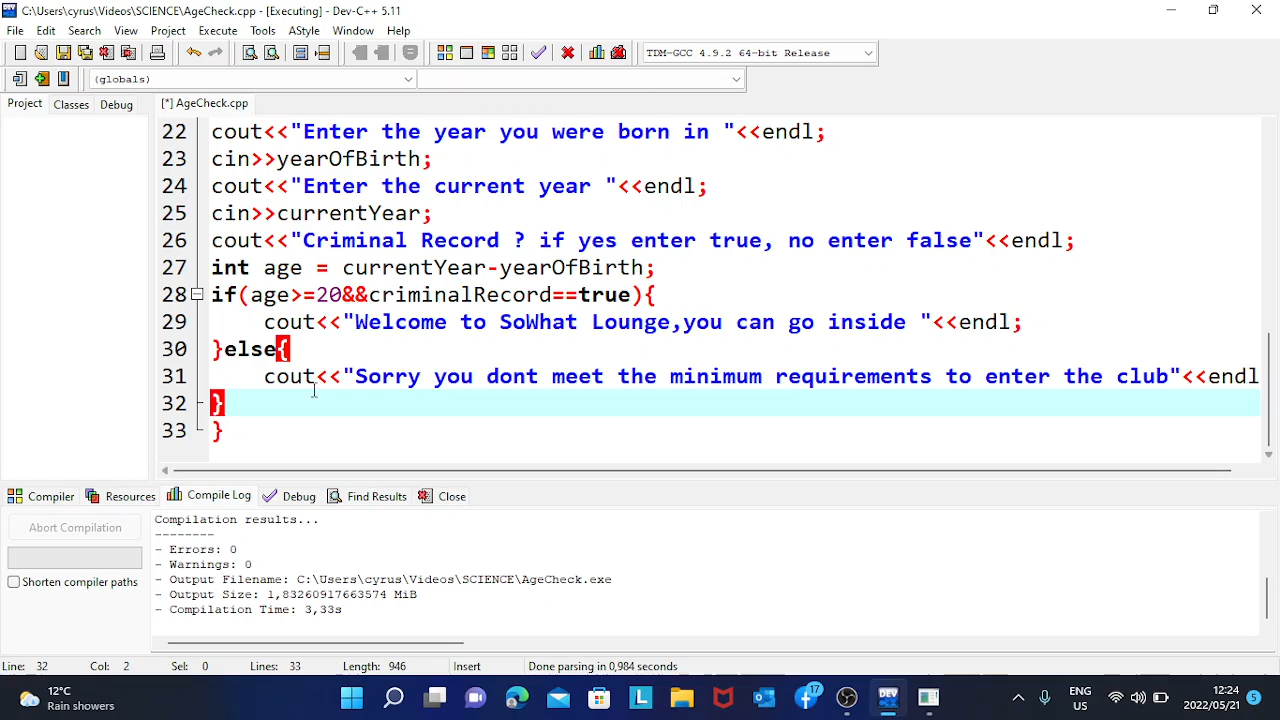 C:\Users\cyrus\Videos\SCIENCE\AgeCheck.cpp - [Executing] - Dev-C++ 5.11
File Edit Search View Project Execute Tools AStyle Window Help
TDM-GCC 4.9.2 64-bit Release
(globals)
Project Classes Debug [*] AgeCheck.cpp
22 cout<<"Enter the year you were born in "<<endl;
23 cin>>yearOfBirth;
24 cout<<"Enter the current year "<<endl;
25 cin>>currentYear;
26 cout<<"Criminal Record ? if yes enter true, no enter false"<<endl;
27 int age = currentYear-yearOfBirth;
28 if(age>=20&&criminalRecord==true){
29 cout<<"Welcome to SoWhat Lounge,you can go inside "<<endl;
30 }else{
31 cout<<"Sorry you dont meet the minimum requirements to enter the club"<<endl
32 }
33 }
Compiler Resources Compile Log Debug Find Results Close
Abort Compilation
Shorten compiler paths
Compilation results...
--------
- Errors: 0
- Warnings: 0
- Output Filename: C:\Users\cyrus\Videos\SCIENCE\AgeCheck.exe
- Output Size: 1,83260917663574 MiB
- Compilation Time: 3,33s
Line: 32 Col: 2 Sel: 0 Lines: 33 Length: 946 Insert Done parsing in 0,984 seconds
12°C
Rain showers
DEV
17
ENG
US
12:24
2022/05/21
5